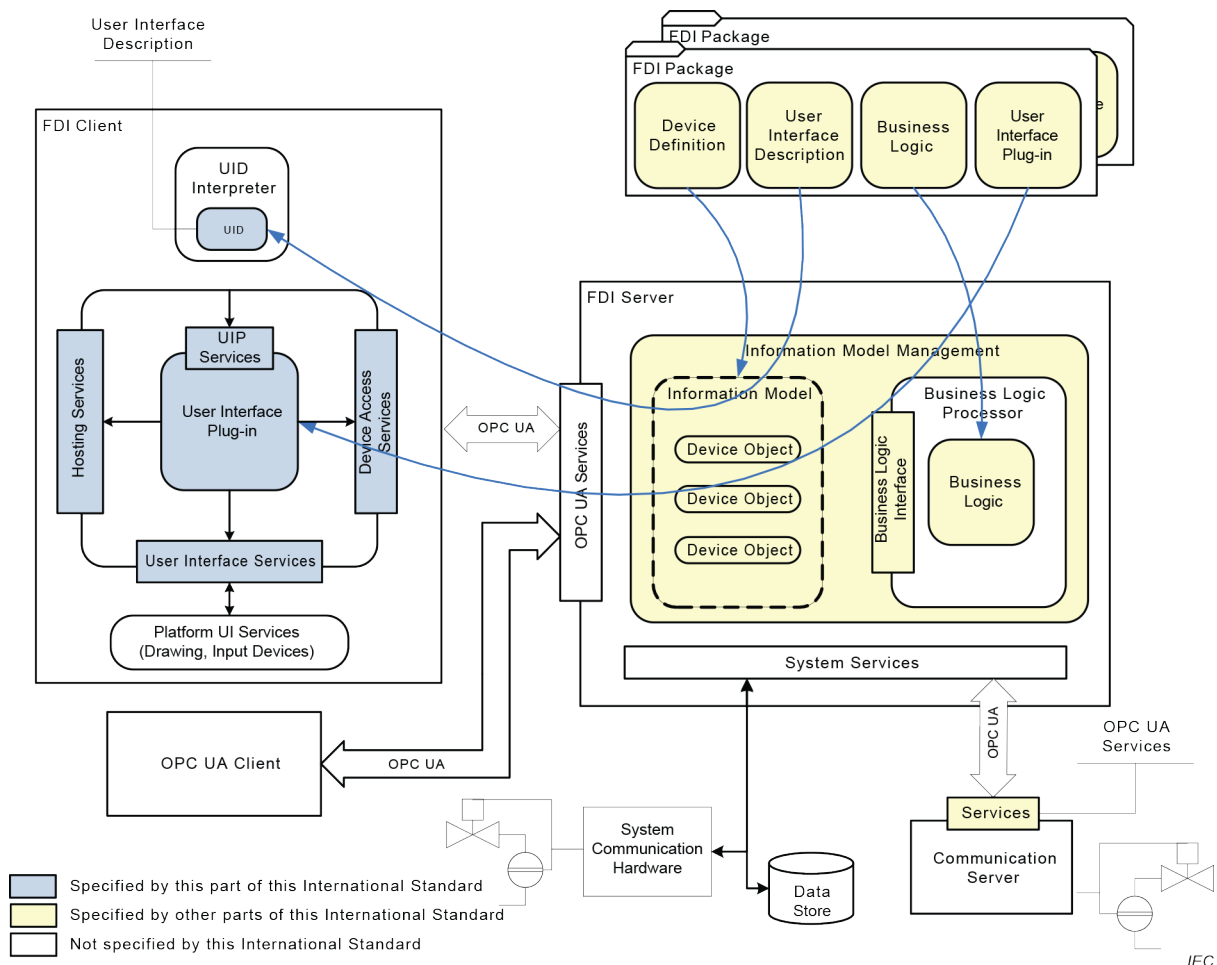 User Interface
Description
FDI Package
FDI Package
Device
Definition
User
Interface
Description
Business
Logic
User
Interface
Plug-in
e
FDI Client
UID
Interpreter
UID
UIP
Services
Hosting Services
User Interface
Plug-in
Device Access
Services
User Interface Services
Platform UI Services
(Drawing, Input Devices)
OPC UA
FDI Server
OPC UA Services
Information Model Management
Information Model
Device Object
Device Object
Device Object
Business Logic
Processor
Business Logic
Interface
Business
Logic
System Services
OPC UA Client
OPC UA
OPC UA
OPC UA
Services
System
Communication
Hardware
Data
Store
Services
Communication
Server
Specified by this part of this International Standard
Specified by other parts of this International Standard
Not specified by this International Standard
IEC